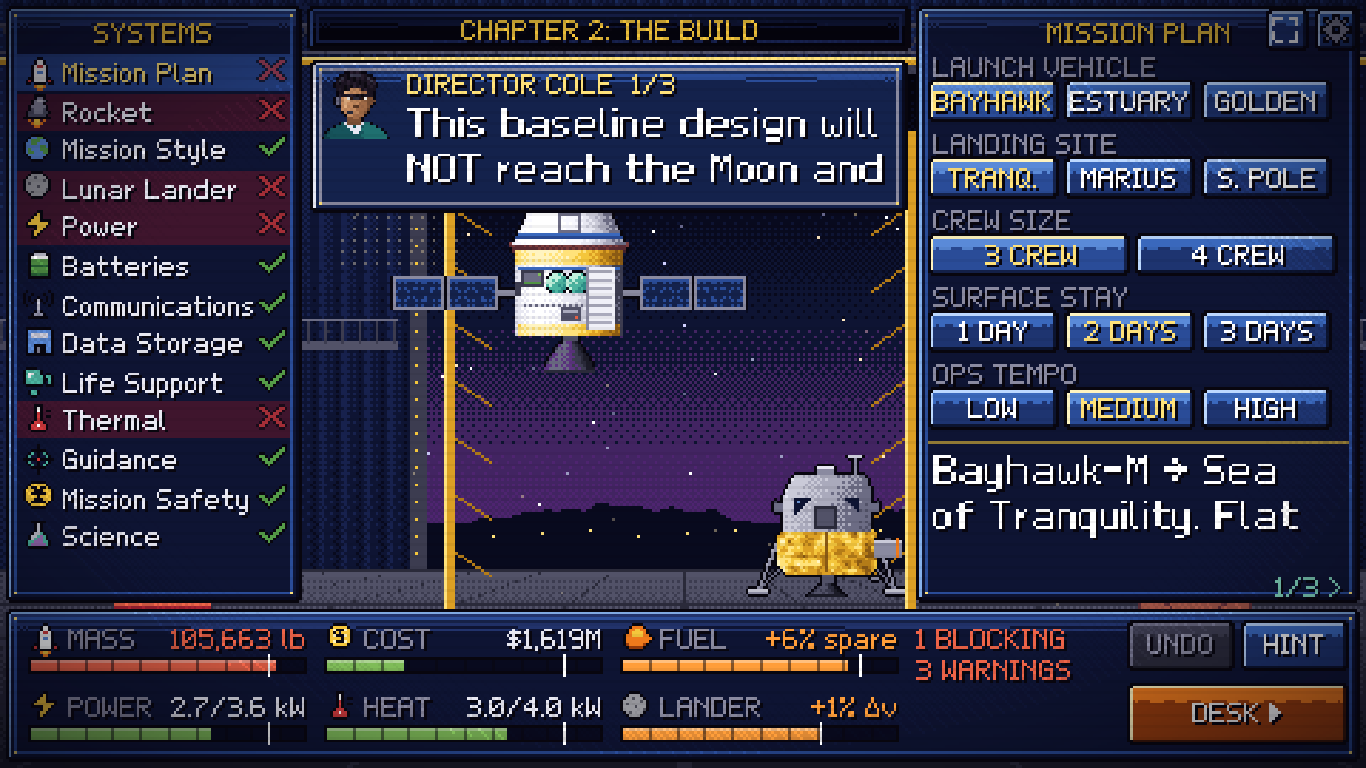 SYSTEMS
Mission Plan
Rocket
Mission Style
Lunar Lander
Power
Batteries
Communications
Data Storage
Life Support
Thermal
Guidance
Mission Safety
Science
CHAPTER 2: THE BUILD
DIRECTOR COLE 1/3
This baseline design will
NOT reach the Moon and
MISSION PLAN
LAUNCH VEHICLE
BAYHAWK ESTUARY GOLDEN
LANDING SITE
TRANQ. MARIUS S. POLE
CREW SIZE
3 CREW 4 CREW
SURFACE STAY
1 DAY 2 DAYS 3 DAYS
OPS TEMPO
LOW MEDIUM HIGH
Bayhawk-M → Sea
of Tranquility. Flat
1/3 >
MASS 105,663 lb COST $1,619M FUEL +6% spare
POWER 2.7/3.6 kW HEAT 3.0/4.0 kW LANDER +1% Δv
1 BLOCKING
3 WARNINGS
UNDO HINT
DESK